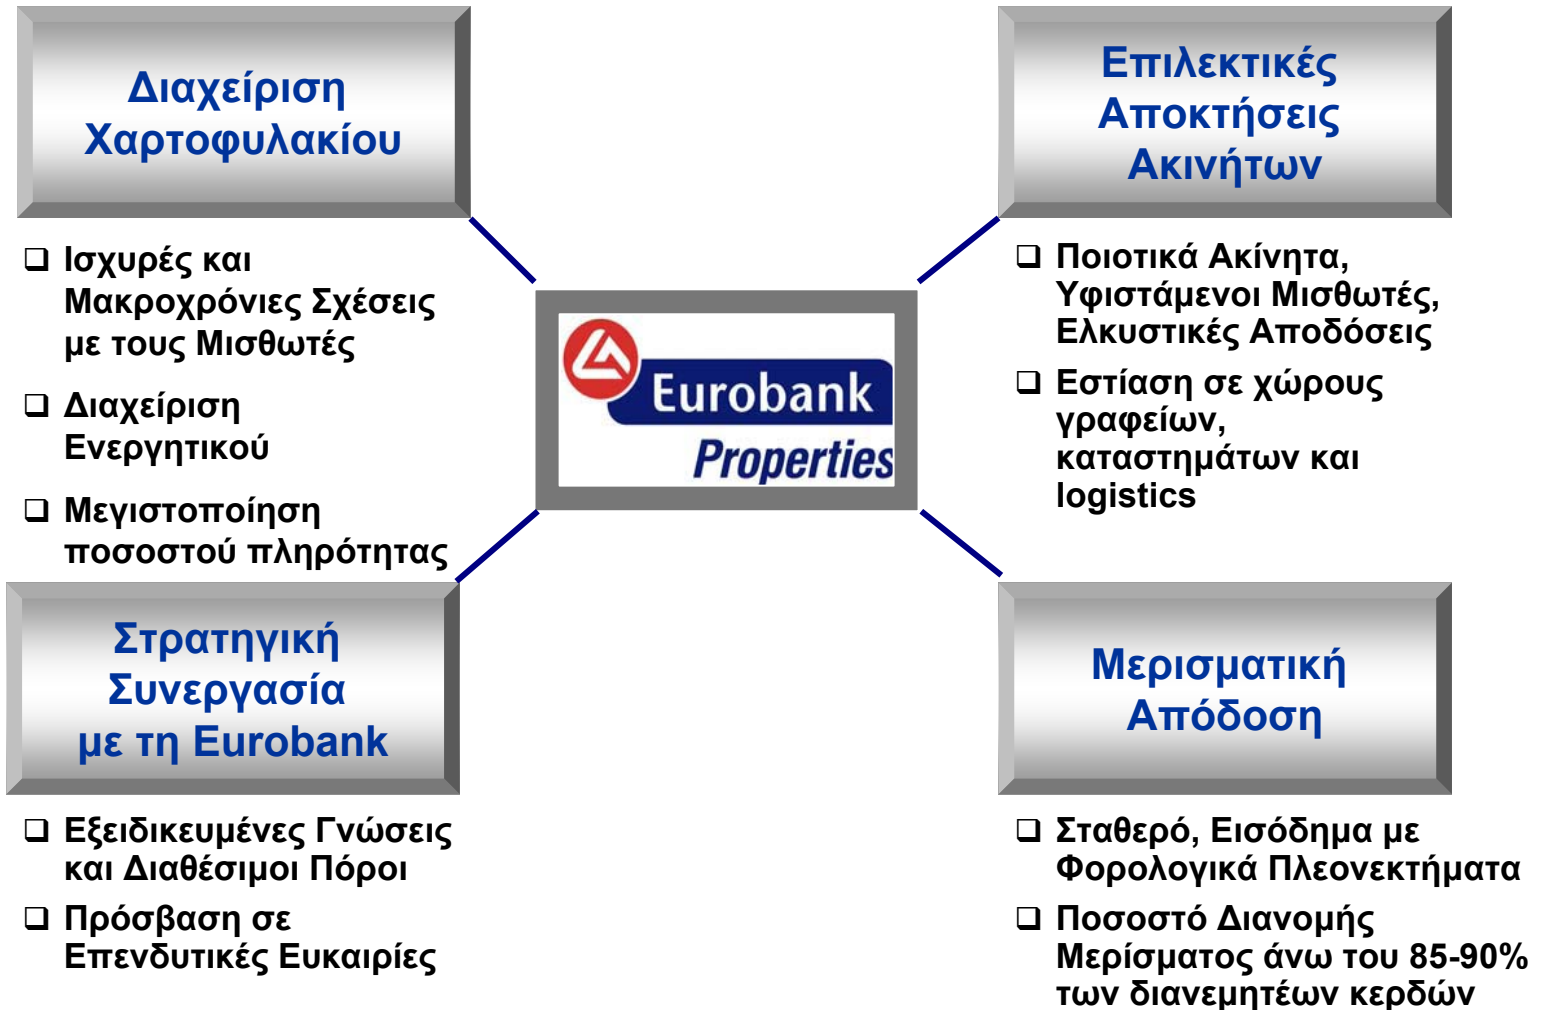 Διαχείριση
Χαρτοφυλακίου
❑ Ισχυρές και
Μακροχρόνιες Σχέσεις
με τους Μισθωτές
❑ Διαχείριση
Ενεργητικού
❑ Μεγιστοποίηση
ποσοστού πληρότητας
Επιλεκτικές
Αποκτήσεις
Ακινήτων
❑ Ποιοτικά Ακίνητα,
Υφιστάμενοι Μισθωτές,
Ελκυστικές Αποδόσεις
❑ Εστίαση σε χώρους
γραφείων,
καταστημάτων και
logistics
Eurobank
Properties
Στρατηγική
Συνεργασία
με τη Eurobank
❑ Εξειδικευμένες Γνώσεις
και Διαθέσιμοι Πόροι
❑ Πρόσβαση σε
Επενδυτικές Ευκαιρίες
Μερισματική
Απόδοση
❑ Σταθερό, Εισόδημα με
Φορολογικά Πλεονεκτήματα
❑ Ποσοστό Διανομής
Μερίσματος άνω του 85-90%
των διανεμητέων κερδών